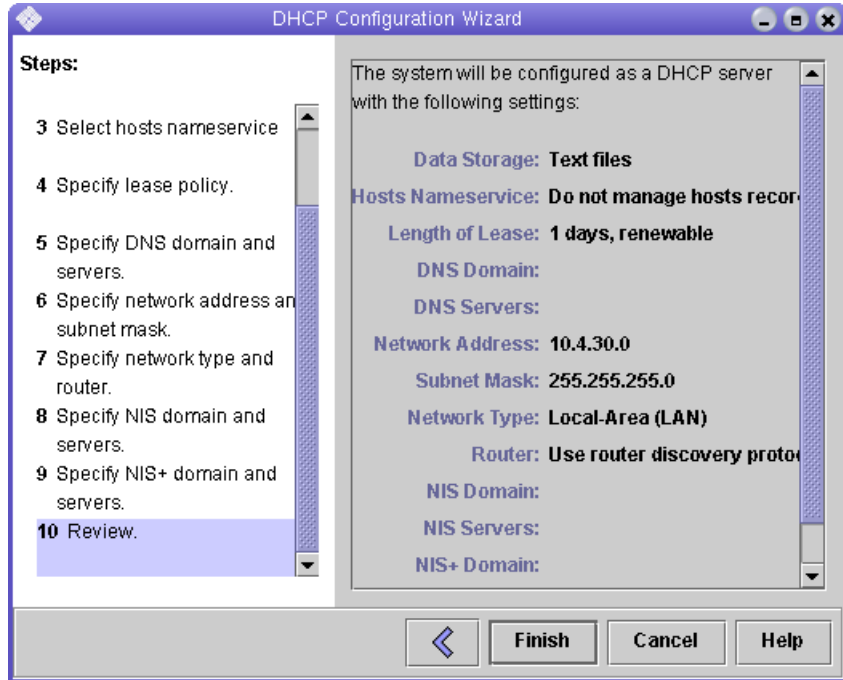 DHCP Configuration Wizard
Steps:
3 Select hosts nameservice
4 Specify lease policy.
5 Specify DNS domain and
servers.
6 Specify network address an
subnet mask.
7 Specify network type and
router.
8 Specify NIS domain and
servers.
9 Specify NIS+ domain and
servers.
10 Review.
The system will be configured as a DHCP server
with the following settings:
Data Storage: Text files
Hosts Nameservice: Do not manage hosts recor
Length of Lease: 1 days, renewable
DNS Domain:
DNS Servers:
Network Address: 10.4.30.0
Subnet Mask: 255.255.255.0
Network Type: Local-Area (LAN)
Router: Use router discovery proto
NIS Domain:
NIS Servers:
NIS+ Domain:
Finish Cancel Help